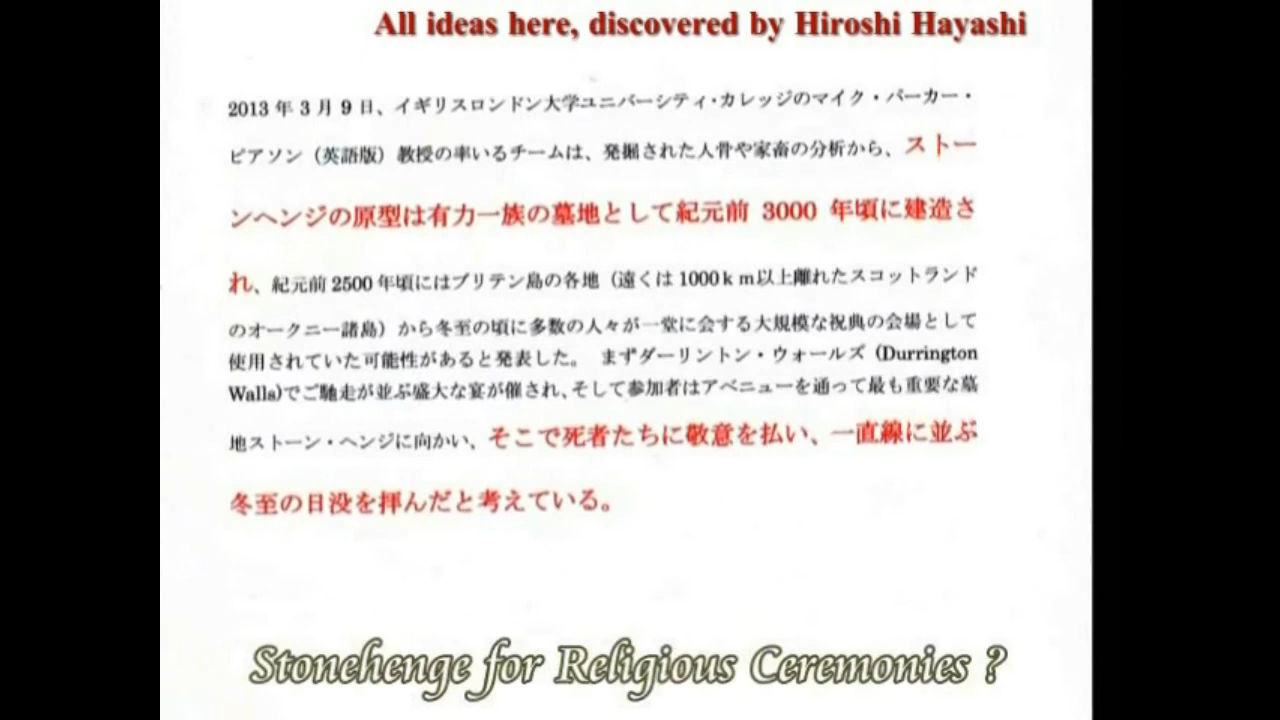 All ideas here, discovered by Hiroshi Hayashi
2013 年 3 月 9 日、イギリスロンドン大学ユニバーシティ・カレッジのマイク・パーカー・
ピアソン（英語版）教授の率いるチームは、発掘された人骨や家畜の分析から、ストー
ンヘンジの原型は有力一族の墓地として紀元前 3000 年頃に建造さ
れ、紀元前 2500 年頃にはブリテン島の各地（遠くは 1000ｋｍ以上離れたスコットランド
のオークニー諸島）から冬至の頃に多数の人々が一堂に会する大規模な祝典の会場として
使用されていた可能性があると発表した。 まずダーリントン・ウォールズ (Durrington
Walls)でご馳走が並ぶ盛大な宴が催され、そして参加者はアベニューを通って最も重要な墓
地ストーン・ヘンジに向かい、そこで死者たちに敬意を払い、一直線に並ぶ
冬至の日没を拝んだと考えている。
Stonehenge for Religious Ceremonies ?